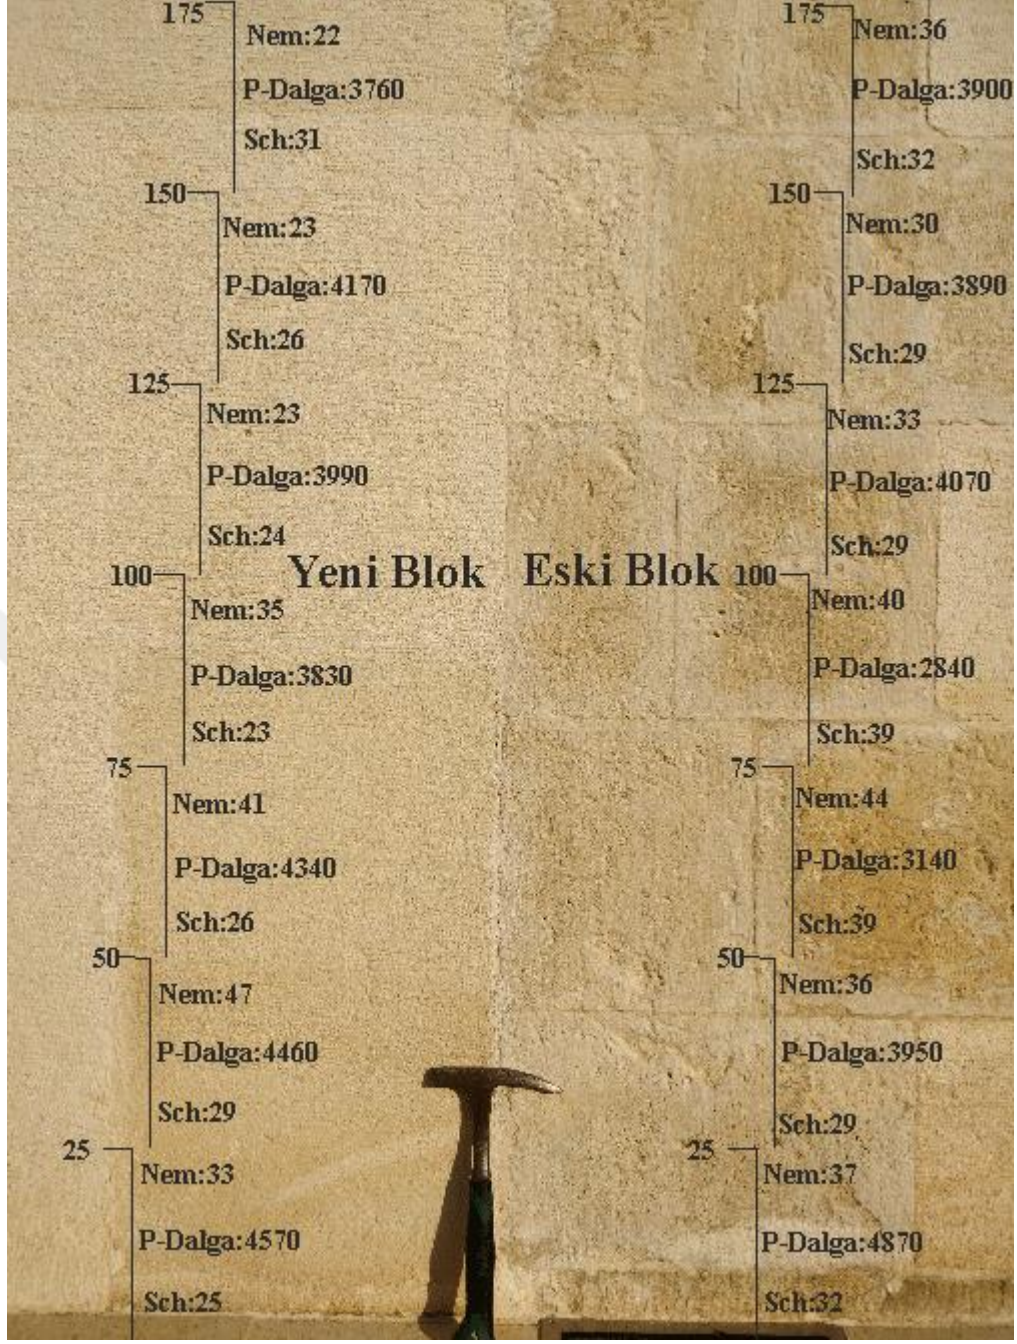 175
Nem:22
P-Dalga:3760
Sch:31
150
Nem:23
P-Dalga:4170
Sch:26
125
Nem:23
P-Dalga:3990
Sch:24
100
Yeni Blok
Nem:35
P-Dalga:3830
Sch:23
75
Nem:41
P-Dalga:4340
Sch:26
50
Nem:47
P-Dalga:4460
Sch:29
25
Nem:33
P-Dalga:4570
Sch:25
175
Nem:36
P-Dalga:3900
Sch:32
150
Nem:30
P-Dalga:3890
Sch:29
125
Nem:33
P-Dalga:4070
Sch:29
Eski Blok
100
Nem:40
P-Dalga:2840
Sch:39
75
Nem:44
P-Dalga:3140
Sch:39
50
Nem:36
P-Dalga:3950
Sch:29
25
Nem:37
P-Dalga:4870
Sch:32